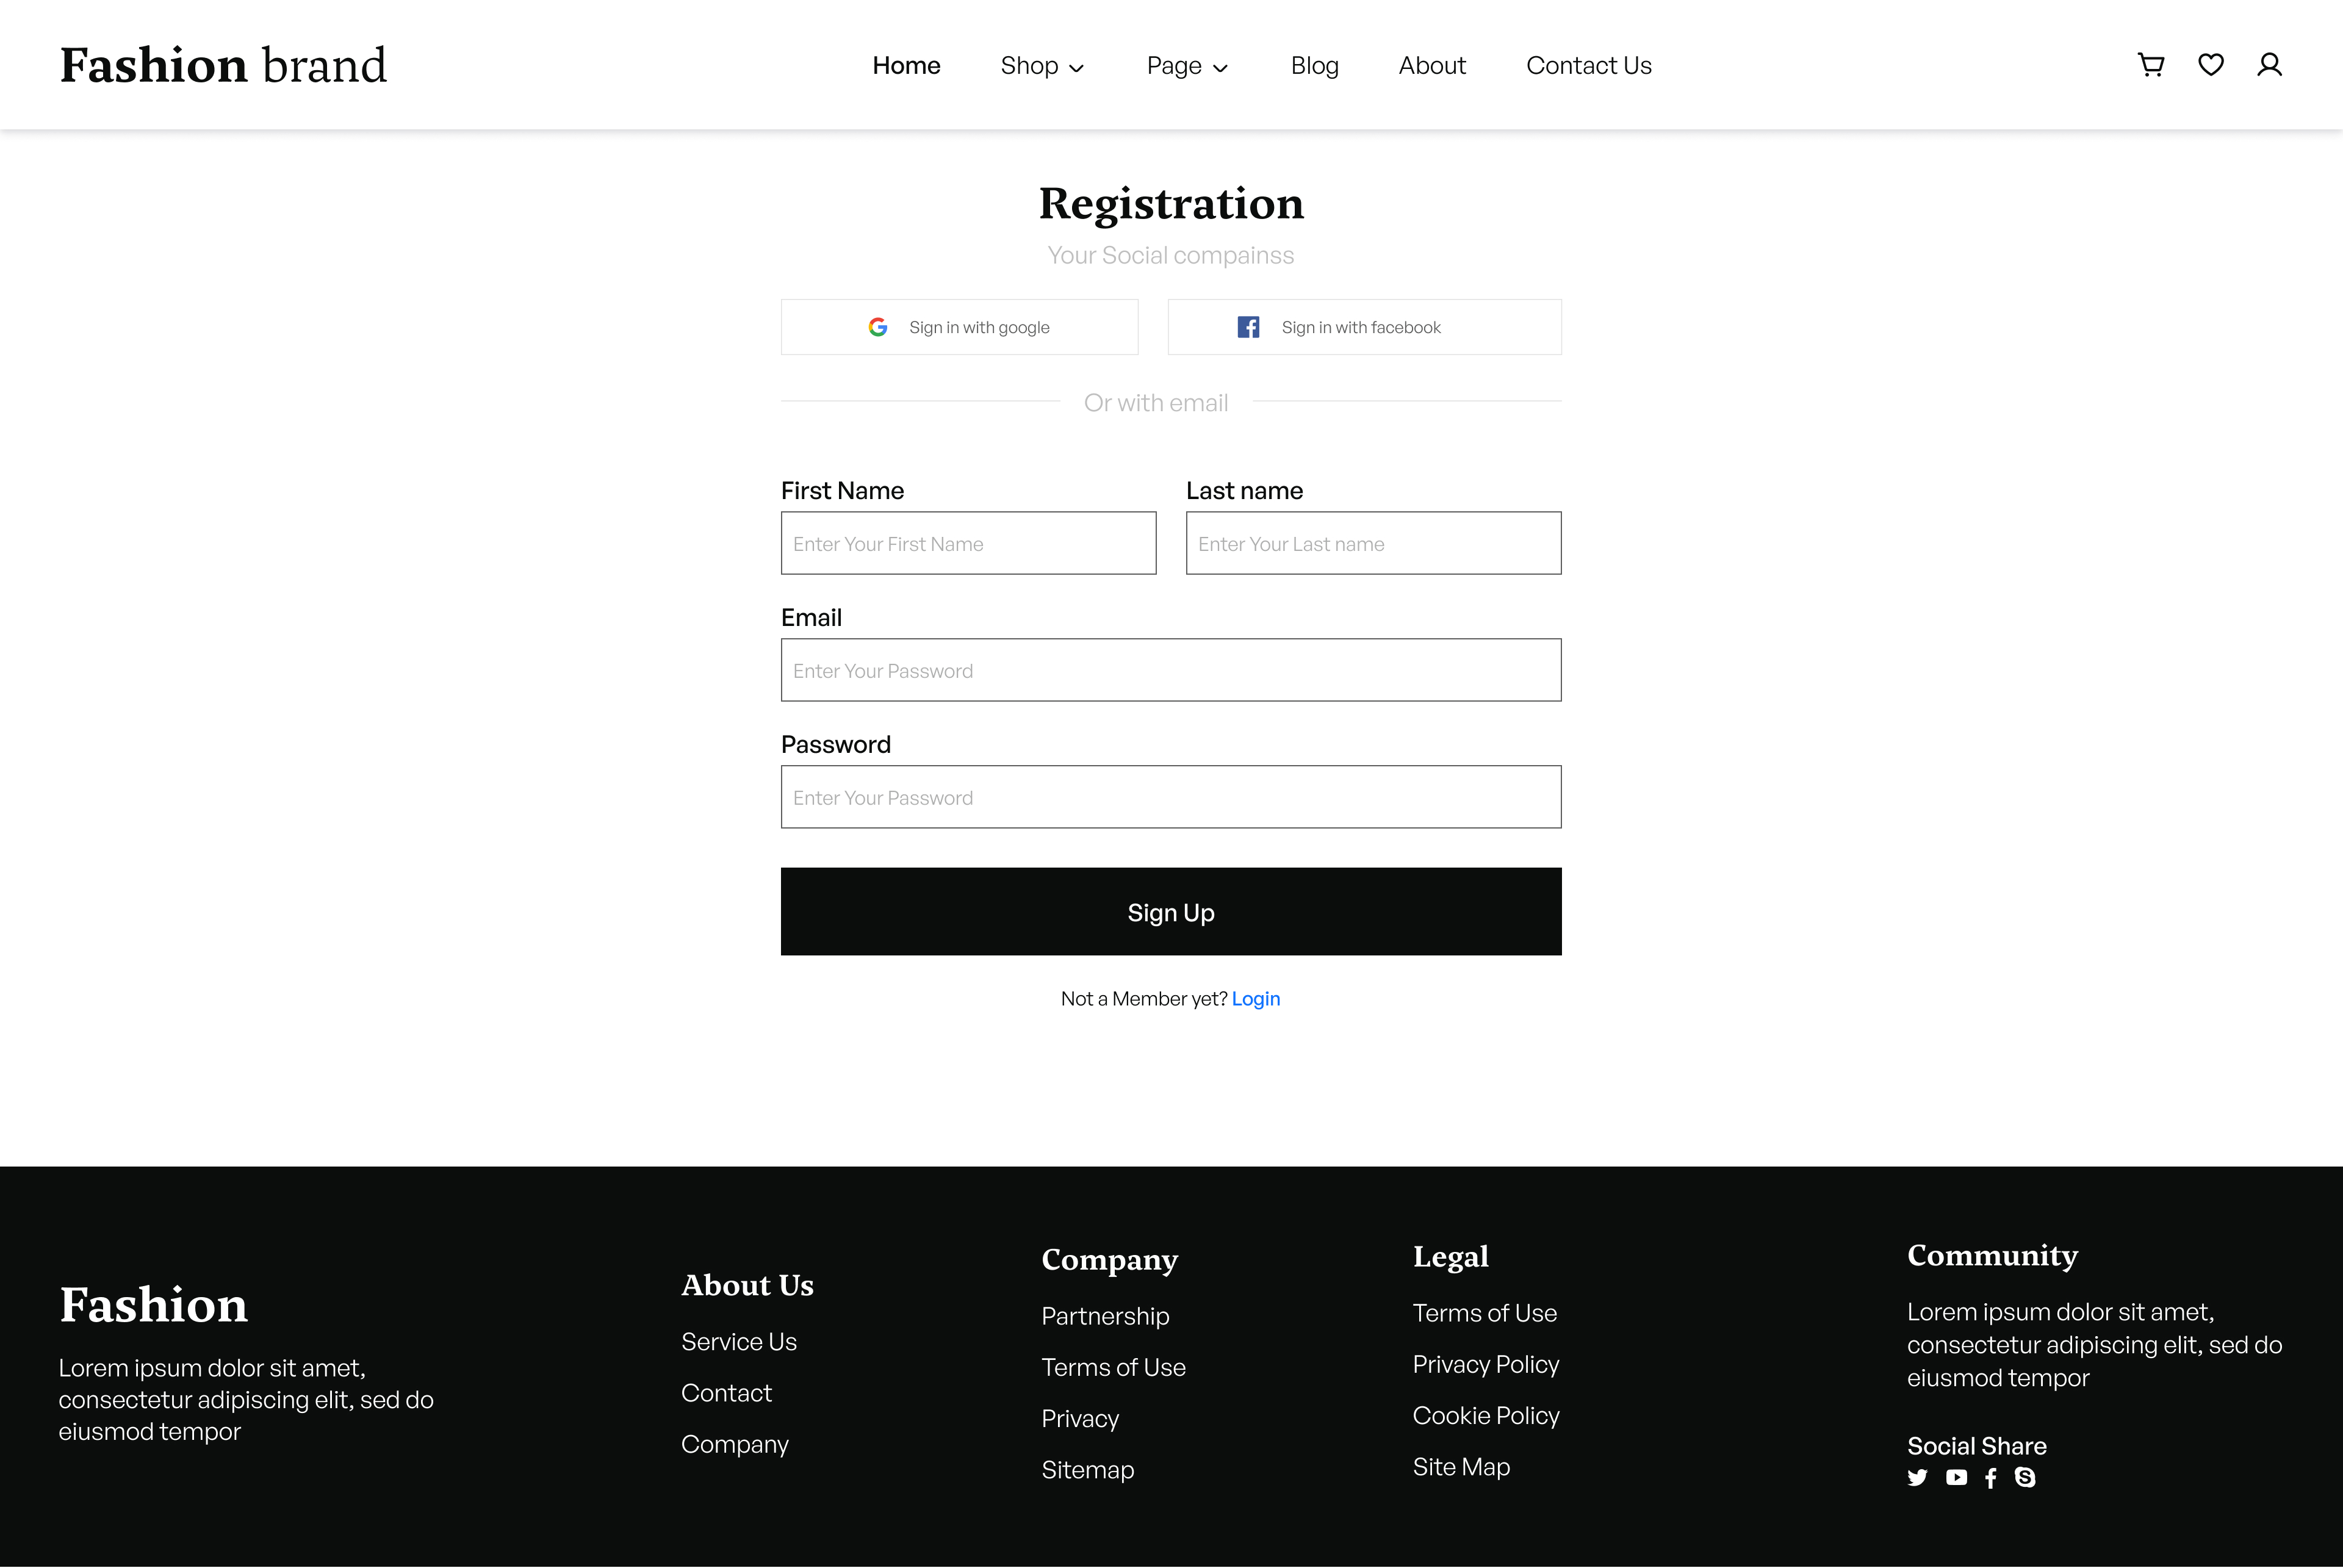 Fashion brand
Home
Shop
Page
Blog
About
Contact Us
Registration
Your Social compainss
Sign in with google
Sign in with facebook
Or with email
First Name
Last name
Enter Your First Name
Enter Your Last name
Email
Enter Your Password
Password
Enter Your Password
Sign Up
Not a Member yet? Login
Fashion
Lorem ipsum dolor sit amet,
consectetur adipiscing elit, sed do
eiusmod tempor
About Us
Service Us
Contact
Company
Company
Partnership
Terms of Use
Privacy
Sitemap
Legal
Terms of Use
Privacy Policy
Cookie Policy
Site Map
Community
Lorem ipsum dolor sit amet,
consectetur adipiscing elit, sed do
eiusmod tempor
Social Share